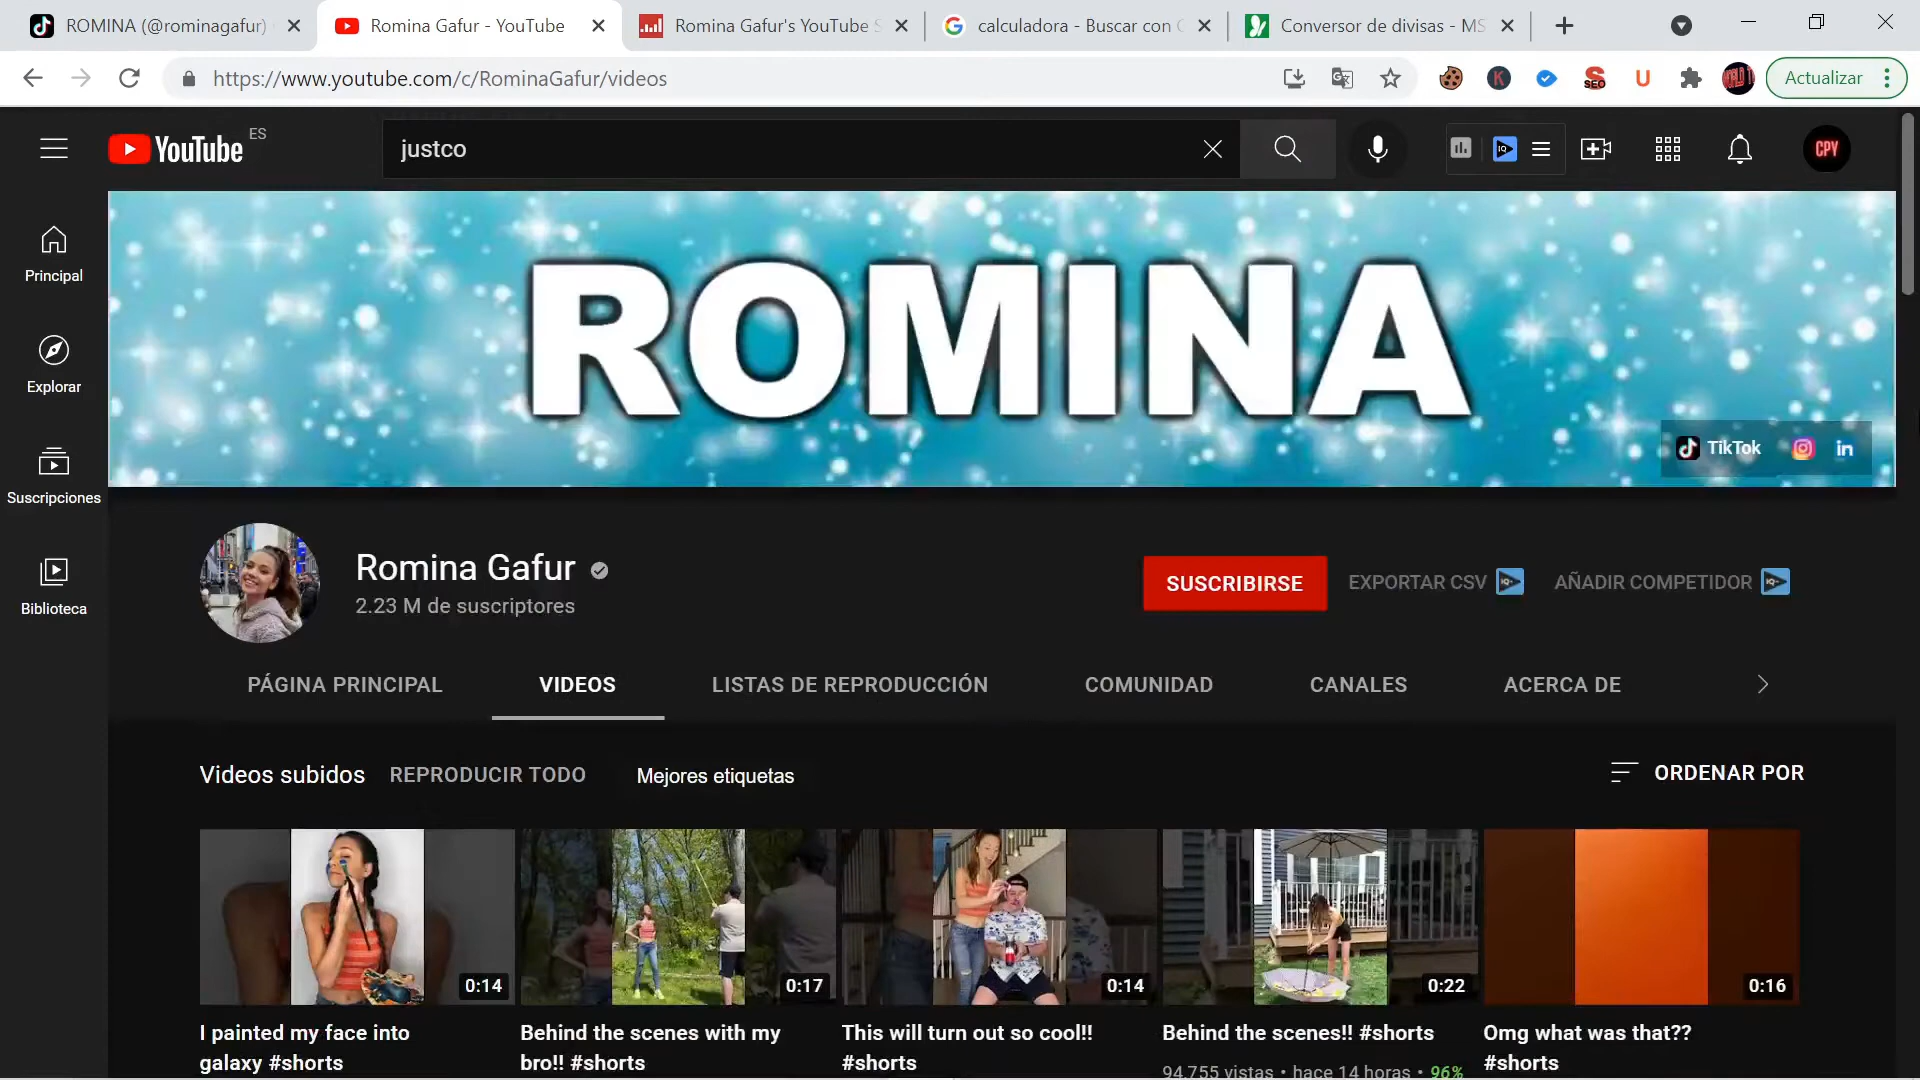 ROMINA (@rominagafur)
Romina Gafur - YouTube
Romina Gafur's YouTube S
calculadora - Buscar con G
Conversor de divisas - MS
https://www.youtube.com/c/RominaGafur/videos
SEO
K
U
Actualizar
YouTube ES
justco
IQ
CPY
Principal
Explorar
Suscripciones
Biblioteca
ROMINA
TikTok
in
Romina Gafur
2.23 M de suscriptores
SUSCRIBIRSE
EXPORTAR CSV
AÑADIR COMPETIDOR
PÁGINA PRINCIPAL
VIDEOS
LISTAS DE REPRODUCCIÓN
COMUNIDAD
CANALES
ACERCA DE
Videos subidos
REPRODUCIR TODO
Mejores etiquetas
ORDENAR POR
0:14
0:17
0:14
0:22
0:16
I painted my face into
galaxy #shorts
Behind the scenes with my
bro!! #shorts
This will turn out so cool!!
#shorts
Behind the scenes!! #shorts
94.755 vistas • hace 14 horas • 96%
Omg what was that??
#shorts